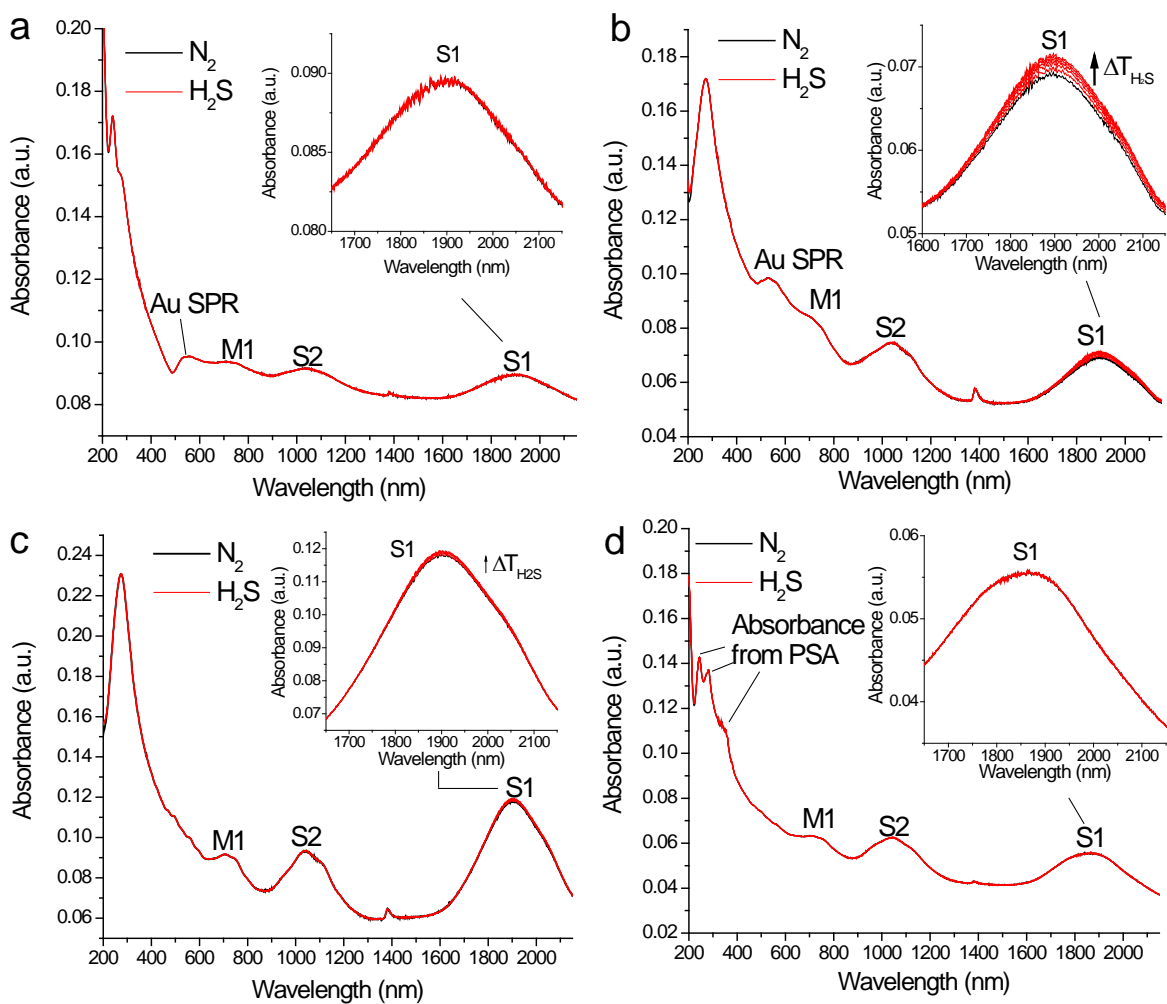 a
N2
H2S
Absorbance (a.u.)
0.20
0.18
0.16
0.14
0.12
0.10
0.08
200 400 600 800 1000 1200 1400 1600 1800 2000
Wavelength (nm)
Au SPR
M1
S2
S1
S1
Absorbance (a.u.)
0.090
0.085
0.080
1700 1800 1900 2000 2100
Wavelength (nm)
b
N2
H2S
Absorbance (a.u.)
0.18
0.16
0.14
0.12
0.10
0.08
0.06
0.04
200 400 600 800 1000 1200 1400 1600 1800 2000
Wavelength (nm)
Au SPR
M1
S2
S1
S1
ΔTH2S
Absorbance (a.u.)
0.07
0.06
0.05
1600 1700 1800 1900 2000 2100
Wavelength (nm)
c
N2
H2S
Absorbance (a.u.)
0.24
0.22
0.20
0.18
0.16
0.14
0.12
0.10
0.08
0.06
200 400 600 800 1000 1200 1400 1600 1800 2000
Wavelength (nm)
M1
S2
S1
S1
ΔTH2S
Absorbance (a.u.)
0.12
0.11
0.10
0.09
0.08
0.07
1700 1800 1900 2000 2100
Wavelength (nm)
d
N2
H2S
Absorbance (a.u.)
0.20
0.18
0.16
0.14
0.12
0.10
0.08
0.06
0.04
0.02
200 400 600 800 1000 1200 1400 1600 1800 2000
Wavelength (nm)
Absorbance
from PSA
M1
S2
S1
S1
Absorbance (a.u.)
0.06
0.05
0.04
1700 1800 1900 2000 2100
Wavelength (nm)